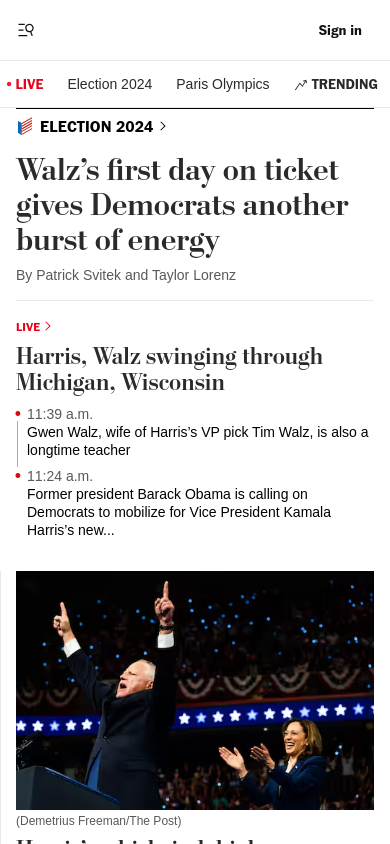 Sign in
LIVE
Election 2024
Paris Olympics
TRENDING
ELECTION 2024
Walz’s first day on ticket
gives Democrats another
burst of energy
By Patrick Svitek and Taylor Lorenz
LIVE
Harris, Walz swinging through
Michigan, Wisconsin
11:39 a.m.
Gwen Walz, wife of Harris’s VP pick Tim Walz, is also a
longtime teacher
11:24 a.m.
Former president Barack Obama is calling on
Democrats to mobilize for Vice President Kamala
Harris’s new...
(Demetrius Freeman/The Post)